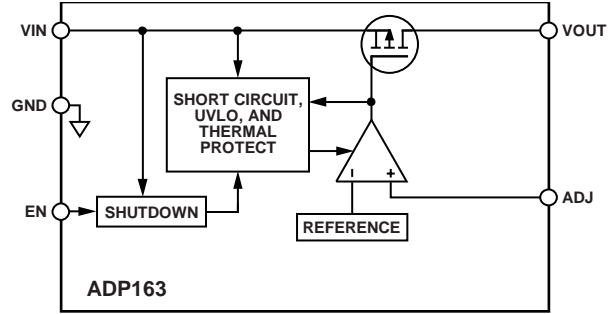 VIN
VOUT
GND
SHORT CIRCUIT,
UVLO, AND
THERMAL
PROTECT
– +
EN
SHUTDOWN
ADJ
REFERENCE
ADP163